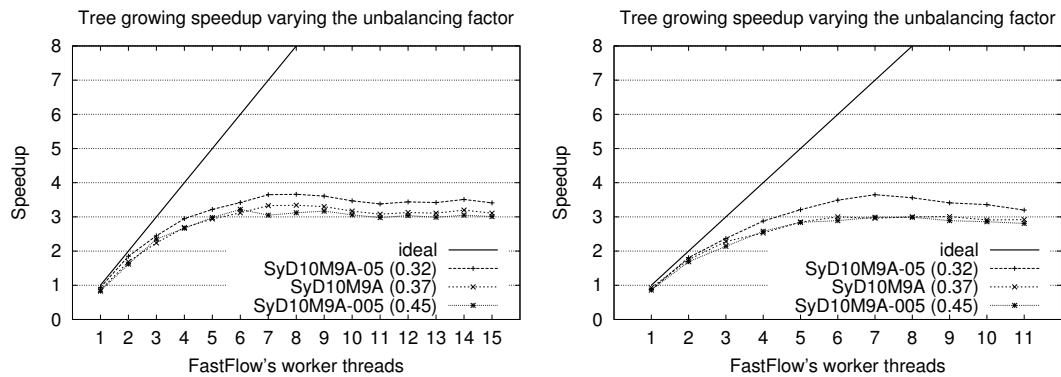 Tree growing speedup varying the unbalancing factor
8
7
6
5
4
3
2
1
0
Speedup
ideal
SyD10M9A-05 (0.32)
SyD10M9A (0.37)
SyD10M9A-005 (0.45)
1 2 3 4 5 6 7 8 9 10 11 12 13 14 15
FastFlow's worker threads
Tree growing speedup varying the unbalancing factor
8
7
6
5
4
3
2
1
0
Speedup
ideal
SyD10M9A-05 (0.32)
SyD10M9A (0.37)
SyD10M9A-005 (0.45)
1 2 3 4 5 6 7 8 9 10 11
FastFlow's worker threads